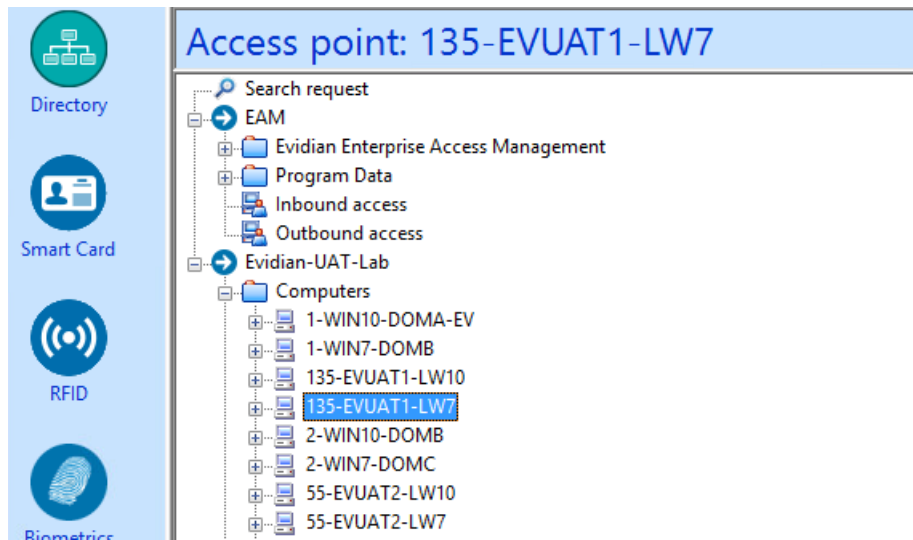 Directory
Smart Card
RFID
Biometrics
Access point: 135-EVUAT1-LW7
Search request
EAM
Evidian Enterprise Access Management
Program Data
Inbound access
Outbound access
Evidian-UAT-Lab
Computers
1-WIN10-DOMA-EV
1-WIN7-DOMB
135-EVUAT1-LW10
135-EVUAT1-LW7
2-WIN10-DOMB
2-WIN7-DOMC
55-EVUAT2-LW10
55-EVUAT2-LW7